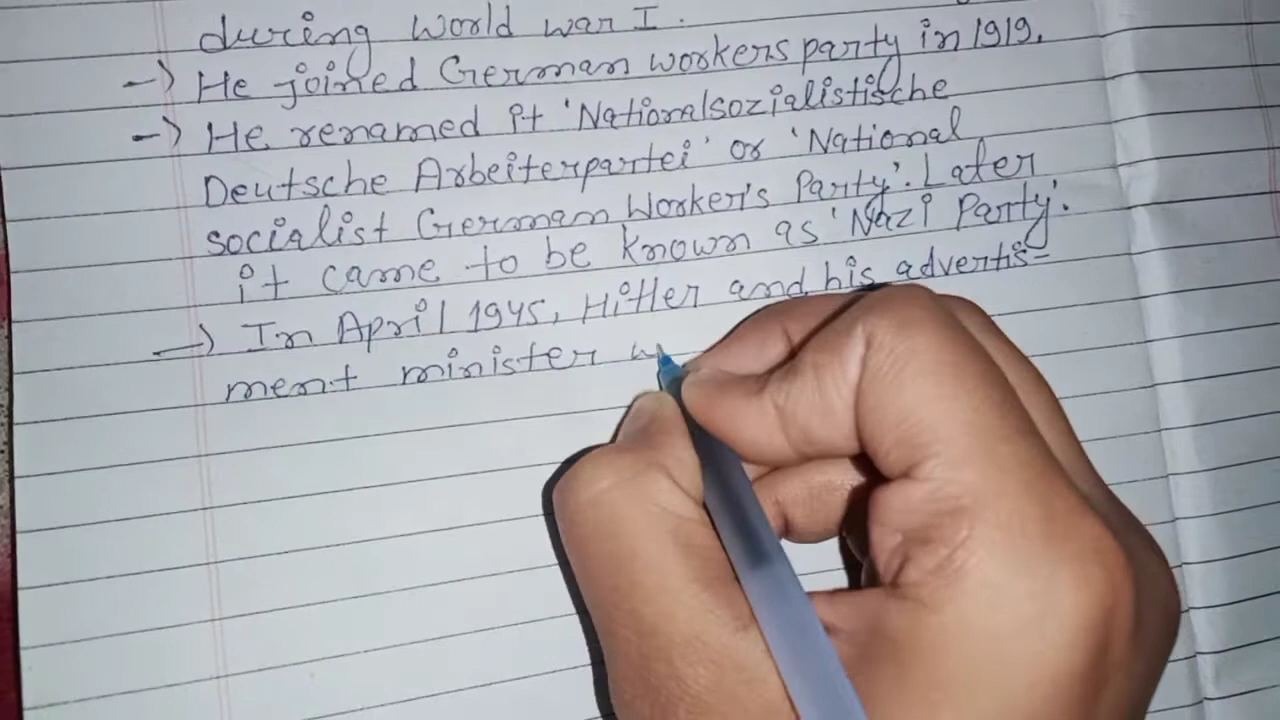 during World war I.
→ He joined German workers party in 1919.
→ He renamed it 'Nationalsozialistische
Deutsche Arbeiterpartei' or 'National
socialist German Worker's Party'. Later
it came to be known as 'Nazi Party'.
→ In April 1945, Hitler and his advertis-
ment minister